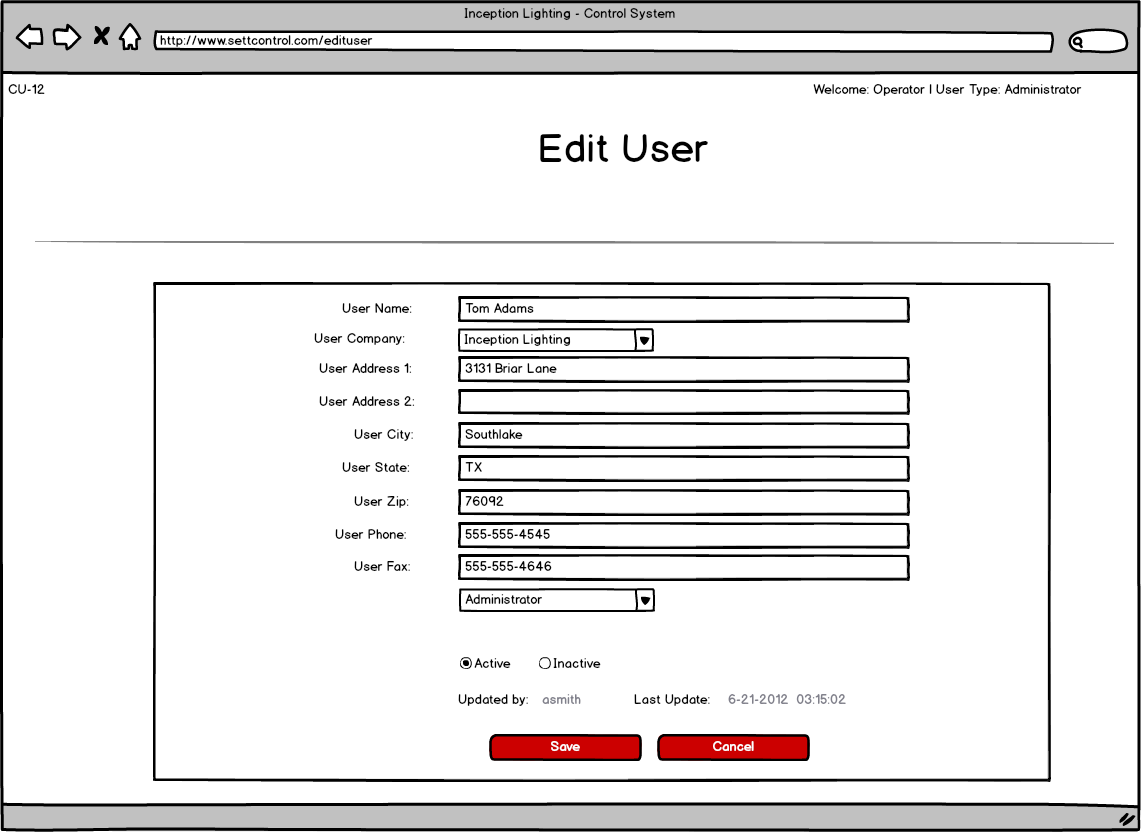 Inception Lighting - Control System
http://www.settcontrol.com/edituser
CU-12 Welcome: Operator | User Type: Administrator
Edit User
User Name: Tom Adams
User Company: Inception Lighting
User Address 1: 3131 Briar Lane
User Address 2:
User City: Southlake
User State: TX
User Zip: 76092
User Phone: 555-555-4545
User Fax: 555-555-4646
Administrator
Active Inactive
Updated by: asmith Last Update: 6-21-2012 03:15:02
Save Cancel